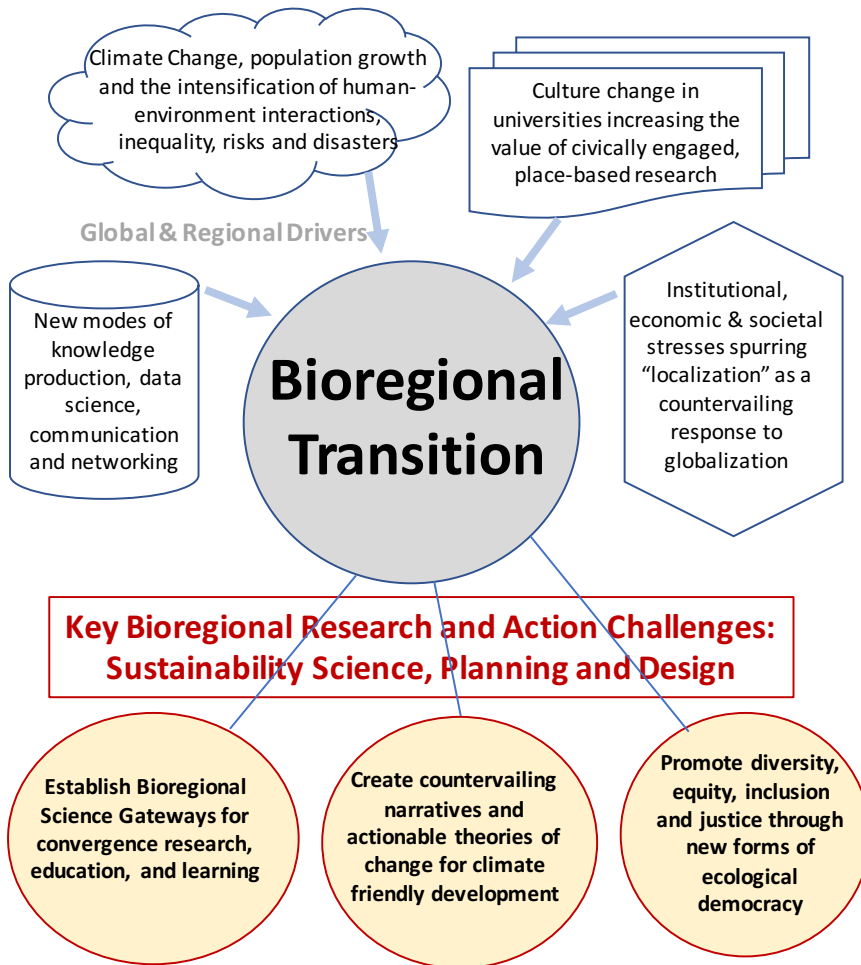 Climate Change, population growth
and the intensification of human-
environment interactions,
inequality, risks and disasters
Culture change in
universities increasing the
value of civically engaged,
place-based research
Global & Regional Drivers
New modes of
knowledge
production, data
science,
communication
and networking
Bioregional
Transition
Institutional,
economic & societal
stresses spurring
“localization” as a
countervailing
response to
globalization
Key Bioregional Research and Action Challenges:
Sustainability Science, Planning and Design
Establish Bioregional
Science Gateways for
convergence research,
education, and learning
Create countervailing
narratives and
actionable theories of
change for climate
friendly development
Promote diversity,
equity, inclusion
and justice through
new forms of
ecological
democracy